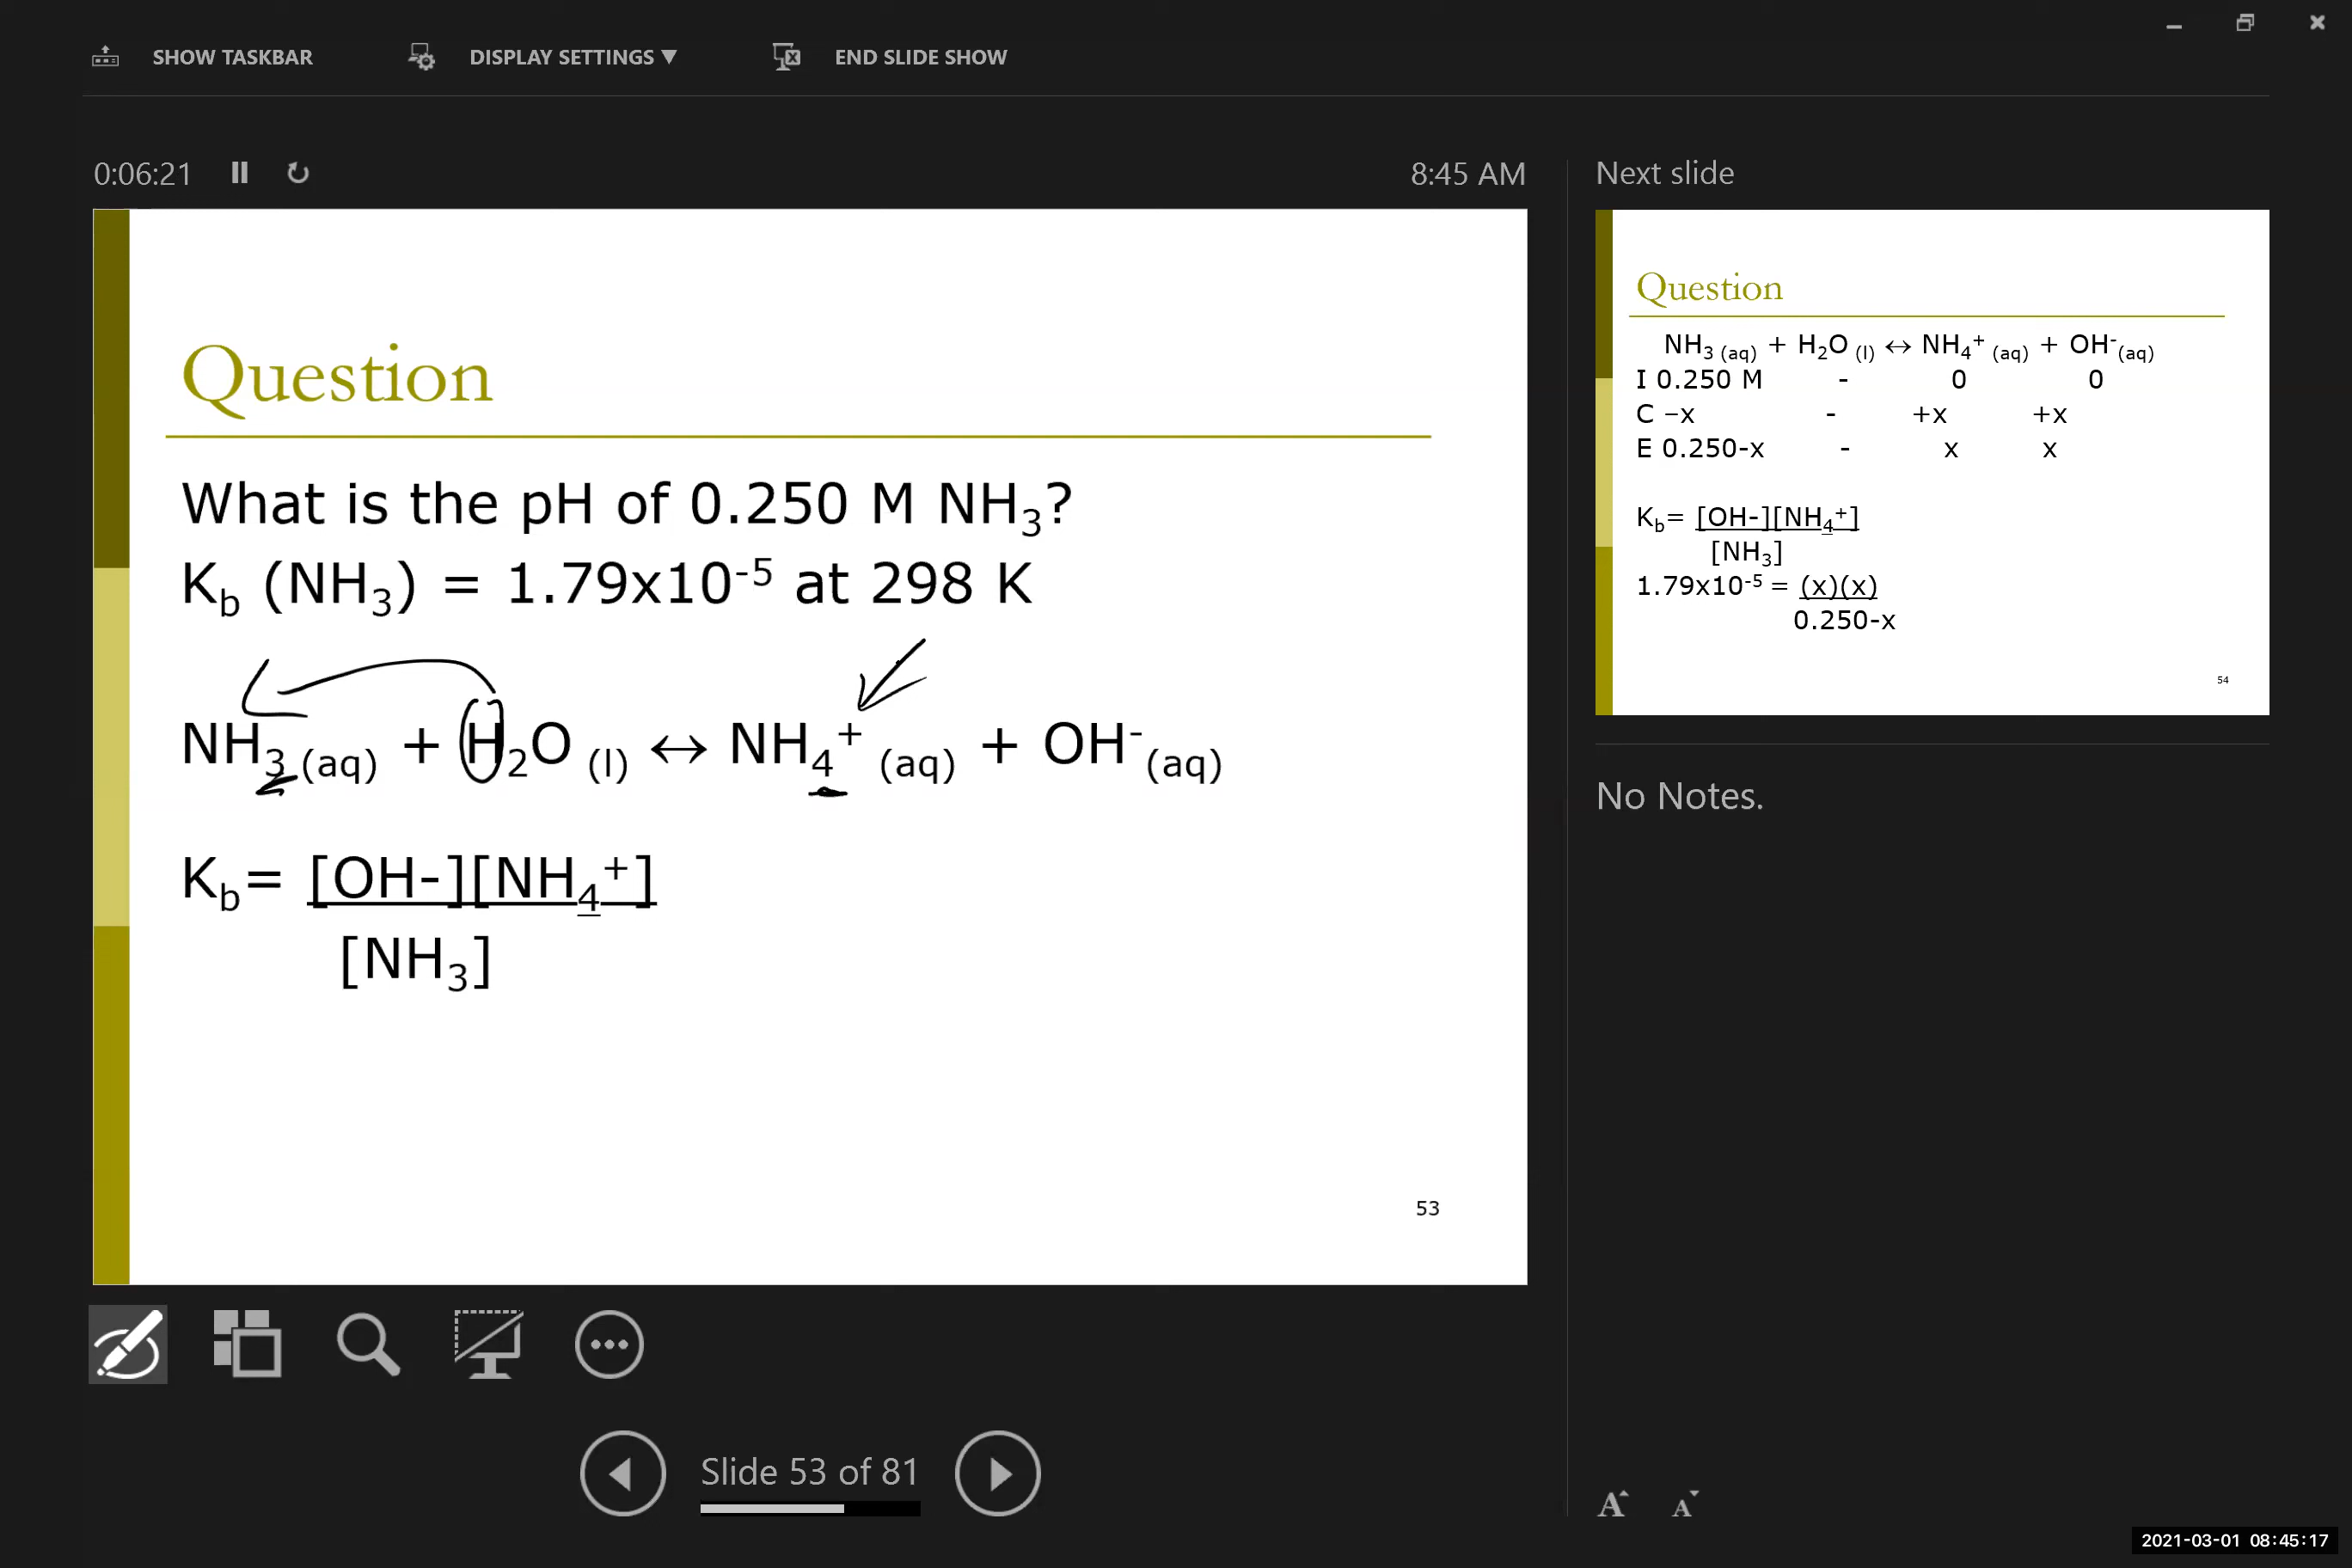 SHOW TASKBAR DISPLAY SETTINGS ▼ END SLIDE SHOW
0:06:21 8:45 AM
Question
What is the pH of 0.250 M NH₃?
K_b (NH₃) = 1.79x10⁻⁵ at 298 K
NH₃ (aq) + H₂O (l) ↔ NH₄⁺ (aq) + OH⁻(aq)
K_b= [OH-][NH₄⁺]
[NH₃]
53
Slide 53 of 81
Next slide
Question
NH₃ (aq) + H₂O (l) ↔ NH₄⁺ (aq) + OH⁻(aq)
I 0.250 M - 0 0
C –x - +x +x
E 0.250-x - x x
K_b= [OH-][NH₄⁺]
[NH₃]
1.79x10⁻⁵ = (x)(x)
0.250-x
54
No Notes.
A A
2021-03-01 08:45:17